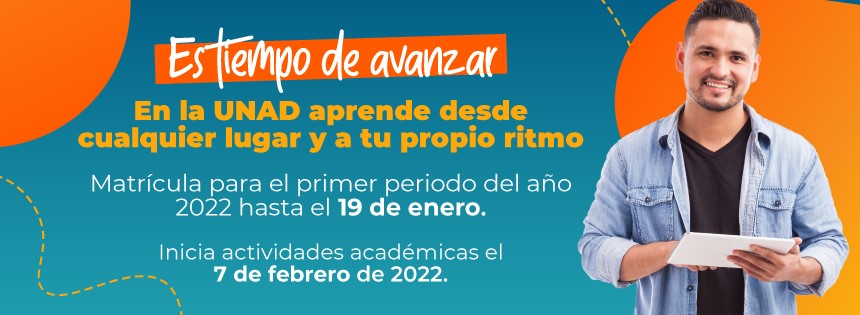 Es tiempo de avanzar
En la UNAD aprende desde
cualquier lugar y a tu propio ritmo
Matrícula para el primer periodo del año
2022 hasta el 19 de enero.
Inicia actividades académicas el
7 de febrero de 2022.